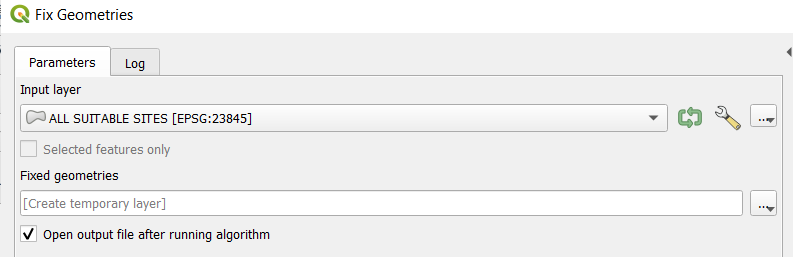 Fix Geometries
Parameters
Log
Input layer
ALL SUITABLE SITES [EPSG:23845]
...
Selected features only
Fixed geometries
[Create temporary layer]
...
Open output file after running algorithm